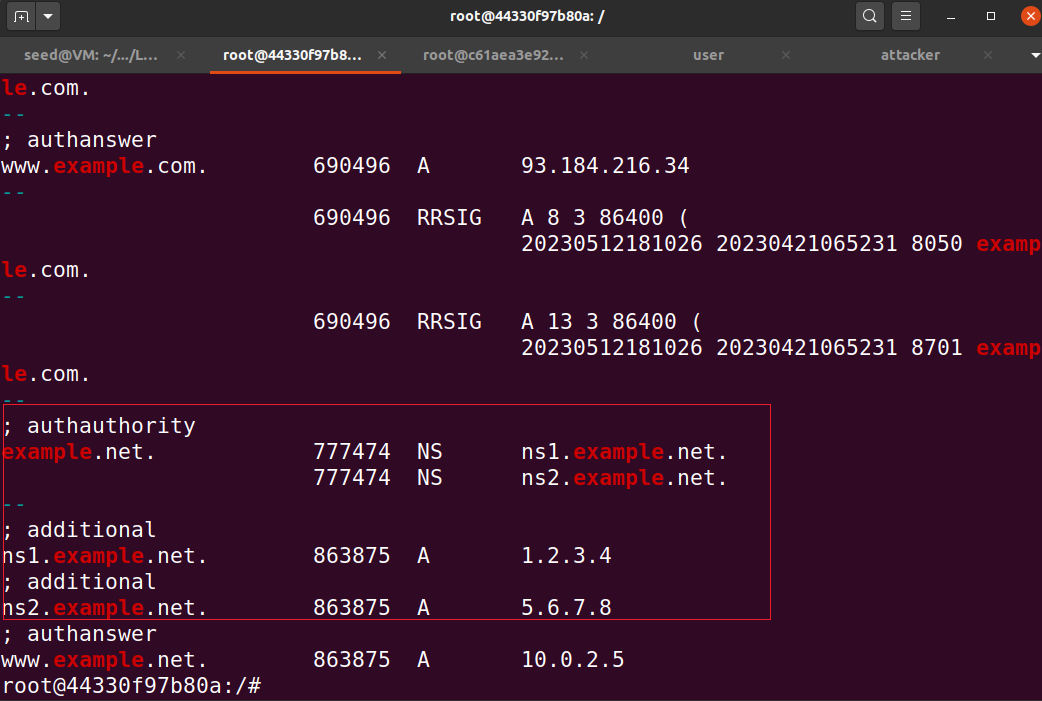 root@44330f97b80a: /
seed@VM: ~/.../L... root@44330f97b8... root@c61aea3e92... user attacker
le.com.
--
; authanswer
www.example.com. 690496 A 93.184.216.34
--
690496 RRSIG A 8 3 86400 (
20230512181026 20230421065231 8050 examp
le.com.
--
690496 RRSIG A 13 3 86400 (
20230512181026 20230421065231 8701 examp
le.com.
--
; authauthority
example.net. 777474 NS ns1.example.net.
777474 NS ns2.example.net.
--
; additional
ns1.example.net. 863875 A 1.2.3.4
; additional
ns2.example.net. 863875 A 5.6.7.8
; authanswer
www.example.net. 863875 A 10.0.2.5
root@44330f97b80a:/#